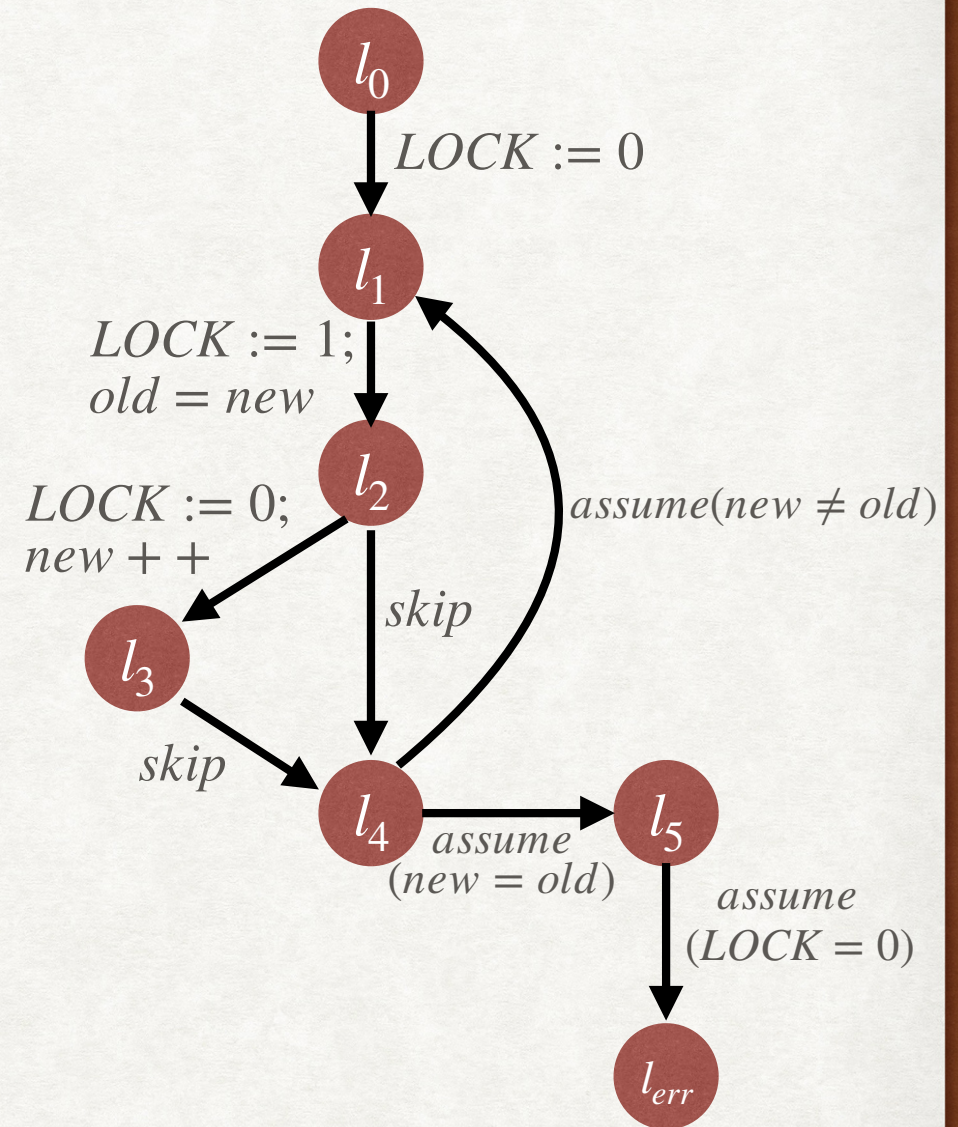 l₀
LOCK := 0
l₁
LOCK := 1;
old = new
l₂
LOCK := 0;
new + +
assume(new ≠ old)
skip
l₃
skip
l₄
assume
(new = old)
l₅
assume
(LOCK = 0)
lₑᵣᵣ